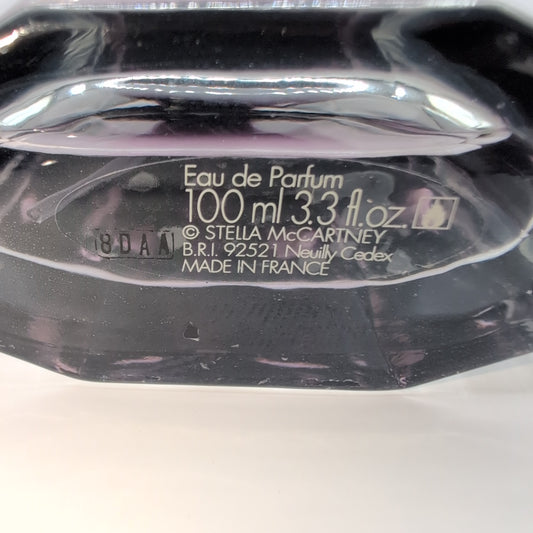 Eau de Parfum
100 ml 3.3 fl.oz.
© STELLA McCARTNEY
B.R.I. 92521 Neuilly Cedex
MADE IN FRANCE
8DAA